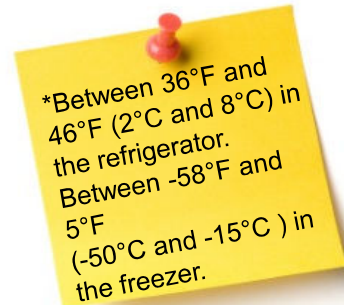 *Between 36°F and
46°F (2°C and 8°C) in
the refrigerator.
Between -58°F and
5°F
(-50°C and -15°C ) in
the freezer.